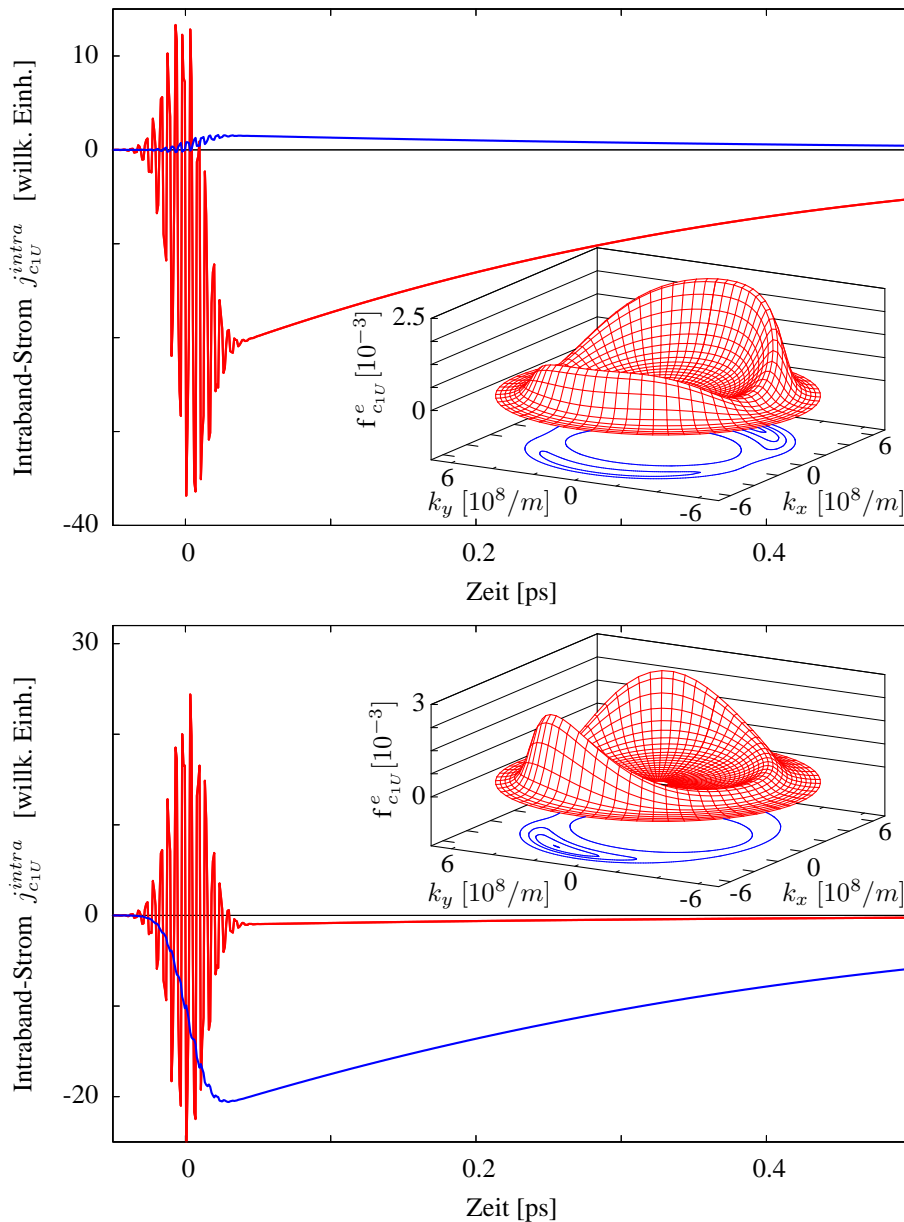 10
0
-40
Intraband-Strom j_{c_{1U}}^{intra} [willk. Einh.]
2.5
0
f^e_{c_{1U}} [10^{-3}]
6
0
-6
k_y [10^8/m]
-6
0
6
k_x [10^8/m]
0
0.2
0.4
Zeit [ps]
30
0
-20
Intraband-Strom j_{c_{1U}}^{intra} [willk. Einh.]
3
0
f^e_{c_{1U}} [10^{-3}]
6
0
-6
k_y [10^8/m]
-6
0
6
k_x [10^8/m]
0
0.2
0.4
Zeit [ps]